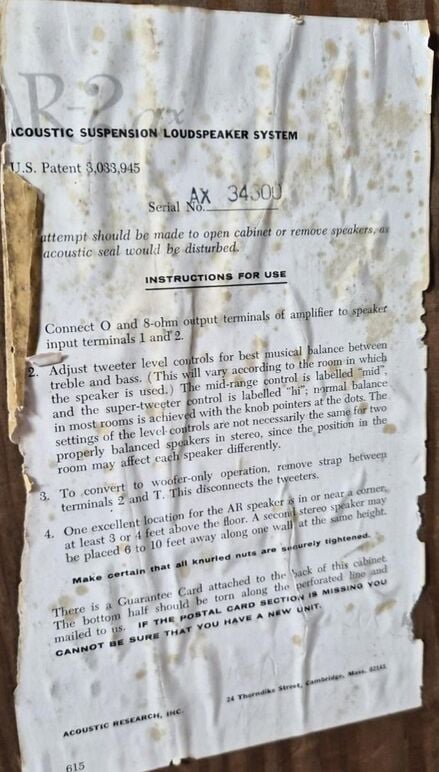 R-2 ax
ACOUSTIC SUSPENSION LOUDSPEAKER SYSTEM
U.S. Patent 3,033,945
AX 34300
Serial No.
attempt should be made to open cabinet or remove speakers, as
acoustic seal would be disturbed.
INSTRUCTIONS FOR USE
Connect O and 8-ohm output terminals of amplifier to speaker
input terminals 1 and 2.
2. Adjust tweeter level controls for best musical balance between
treble and bass. (This will vary according to the room in which
the speaker is used.) The mid-range control is labelled "mid",
and the super-tweeter control is labelled "hi"; normal balance
in most rooms is achieved with the knob pointers at the dots. The
settings of the level controls are not necessarily the same for two
properly balanced speakers in stereo, since the position in the
room may affect each speaker differently.
3. To convert to woofer-only operation, remove strap between
terminals 2 and T. This disconnects the tweeters.
4. One excellent location for the AR speaker is in or near a corner,
at least 3 or 4 feet above the floor. A second stereo speaker may
be placed 6 to 10 feet away along one wall at the same height.
Make certain that all knurled nuts are securely tightened.
There is a Guarantee Card attached to the back of this cabinet.
The bottom half should be torn along the perforated line and
mailed to us. IF THE POSTAL CARD SECTION IS MISSING YOU
CANNOT BE SURE THAT YOU HAVE A NEW UNIT.
ACOUSTIC RESEARCH, INC.
24 Thorndike Street, Cambridge, Mass. 02141
615